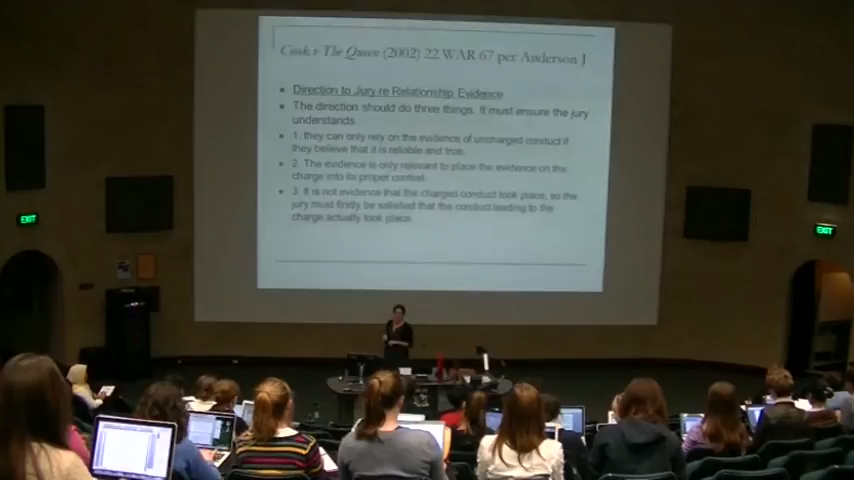 Cook v The Queen (2002) 22 WAR 67 per Anderson J
Direction to Jury re Relationship Evidence
The direction should do three things. It must ensure the jury
understands
1. they can only rely on the evidence of uncharged conduct if
they believe that it is reliable and true.
2. The evidence is only relevant to place the evidence on the
charge into its proper context.
3. It is not evidence that the charged conduct took place, so the
jury must firstly be satisfied that the conduct leading to the
charge actually took place.
EXIT
EXIT